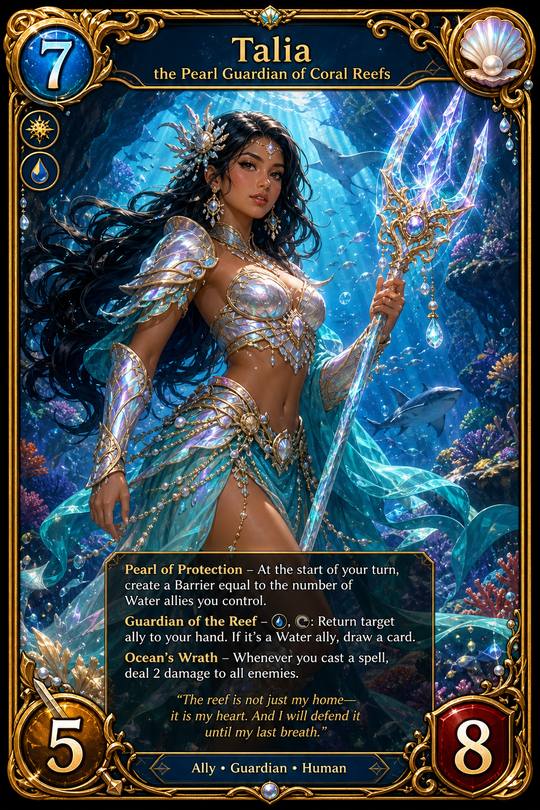 7
Talia
the Pearl Guardian of Coral Reefs
Pearl of Protection – At the start of your turn,
create a Barrier equal to the number of
Water allies you control.
Guardian of the Reef – , : Return target
ally to your hand. If it's a Water ally, draw a card.
Ocean's Wrath – Whenever you cast a spell,
deal 2 damage to all enemies.
"The reef is not just my home—
it is my heart. And I will defend it
until my last breath."
5
Ally • Guardian • Human
8